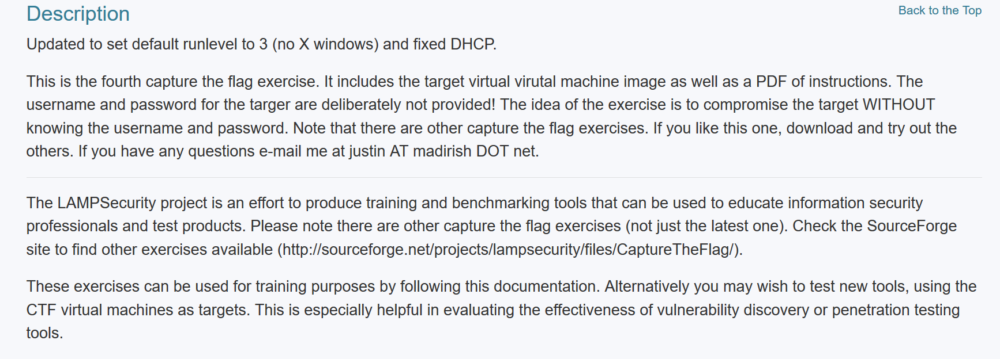 Description
Back to the Top
Updated to set default runlevel to 3 (no X windows) and fixed DHCP.
This is the fourth capture the flag exercise. It includes the target virtual virutal machine image as well as a PDF of instructions. The
username and password for the targer are deliberately not provided! The idea of the exercise is to compromise the target WITHOUT
knowing the username and password. Note that there are other capture the flag exercises. If you like this one, download and try out the
others. If you have any questions e-mail me at justin AT madirish DOT net.
The LAMPSecurity project is an effort to produce training and benchmarking tools that can be used to educate information security
professionals and test products. Please note there are other capture the flag exercises (not just the latest one). Check the SourceForge
site to find other exercises available (http://sourceforge.net/projects/lampsecurity/files/CaptureTheFlag/).
These exercises can be used for training purposes by following this documentation. Alternatively you may wish to test new tools, using the
CTF virtual machines as targets. This is especially helpful in evaluating the effectiveness of vulnerability discovery or penetration testing
tools.